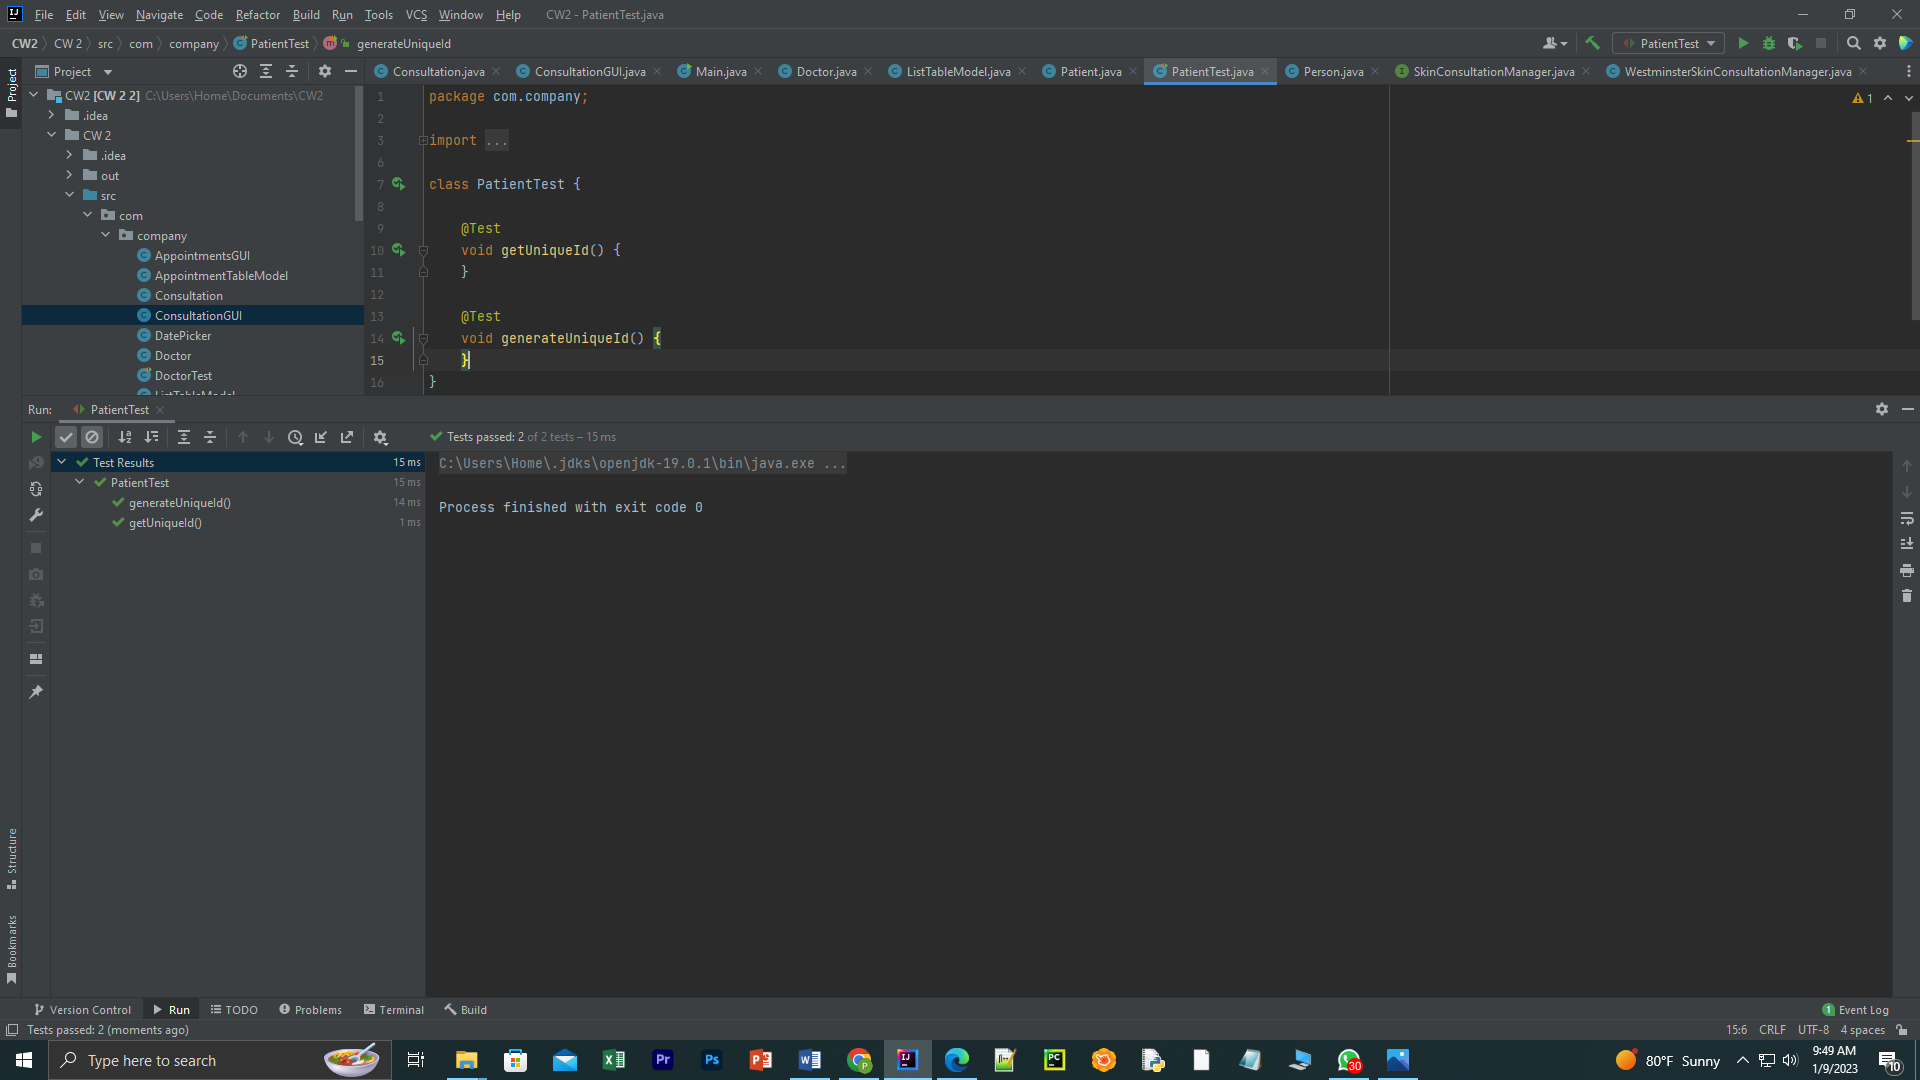 File Edit View Navigate Code Refactor Build Run Tools VCS Window Help CW2 - PatientTest.java
CW2 CW 2 src com company PatientTest m generateUniqueId PatientTest
Project Consultation.java ConsultationGUI.java Main.java Doctor.java ListTableModel.java Patient.java PatientTest.java Person.java SkinConsultationManager.java WestminsterSkinConsultationManager.java
Project
CW2 [CW 2 2] C:\Users\Home\Documents\CW2
.idea
CW 2
.idea
out
src
com
company
AppointmentsGUI
AppointmentTableModel
Consultation
ConsultationGUI
DatePicker
Doctor
DoctorTest
ListTableModel
1 package com.company;
2
3 import ...
6
7 class PatientTest {
8
9 @Test
10 void getUniqueId() {
11 }
12
13 @Test
14 void generateUniqueId() {
15 }
16 }
1
Run: PatientTest
Tests passed: 2 of 2 tests – 15 ms
Test Results 15 ms
PatientTest 15 ms
generateUniqueId() 14 ms
getUniqueId() 1 ms
C:\Users\Home\.jdks\openjdk-19.0.1\bin\java.exe ...
Process finished with exit code 0
Structure
Bookmarks
Version Control Run TODO Problems Terminal Build 1 Event Log
Tests passed: 2 (moments ago) 15:6 CRLF UTF-8 4 spaces
Type here to search 30 80°F Sunny 9:49 AM
1/9/2023 10